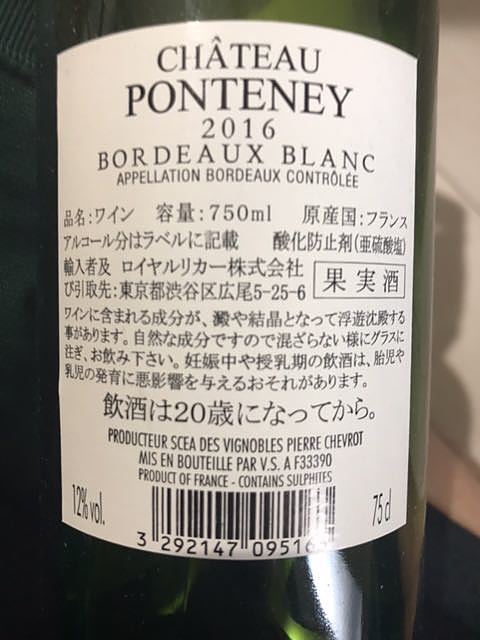 CHÂTEAU
PONTENEY
2016
BORDEAUX BLANC
APPELLATION BORDEAUX CONTRÔLÉE
品名:ワイン 容量:750ml 原産国:フランス
アルコール分はラベルに記載 酸化防止剤(亜硫酸塩)
輸入者及 ロイヤルリカー株式会社 果実酒
び引取先:東京都渋谷区広尾5-25-6
ワインに含まれる成分が、澱や結晶となって浮遊沈殿する
事があります。自然な成分ですので混ざらない様にグラスに
注ぎ、お飲み下さい。妊娠中や授乳期の飲酒は、胎児や
乳児の発育に悪影響を与えるおそれがあります。
飲酒は20歳になってから。
PRODUCTEUR SCEA DES VIGNOBLES PIERRE CHEVROT
MIS EN BOUTEILLE PAR V.S. A F33390
PRODUCT OF FRANCE - CONTAINS SULPHITES
12% vol. 75 cl
3 292147 09516